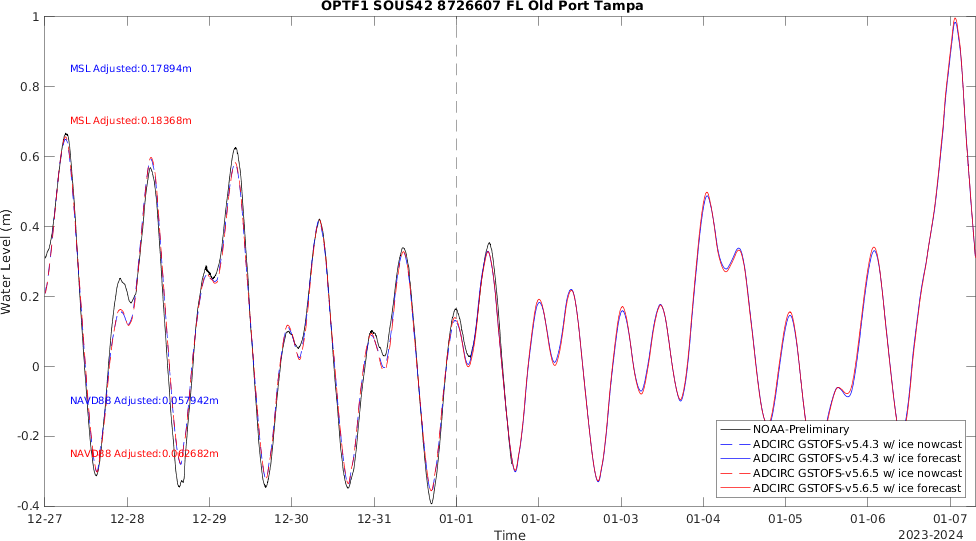 OPTF1 SOUS42 8726607 FL Old Port Tampa
1
0.8
0.6
0.4
0.2
0
-0.2
-0.4
Water Level (m)
MSL Adjusted:0.17894m
MSL Adjusted:0.18368m
NAVD88 Adjusted:0.057942m
NAVD88 Adjusted:0.062682m
NOAA-Preliminary
ADCIRC GSTOFS-v5.4.3 w/ ice nowcast
ADCIRC GSTOFS-v5.4.3 w/ ice forecast
ADCIRC GSTOFS-v5.6.5 w/ ice nowcast
ADCIRC GSTOFS-v5.6.5 w/ ice forecast
12-27 12-28 12-29 12-30 12-31 01-01 01-02 01-03 01-04 01-05 01-06 01-07
Time
2023-2024